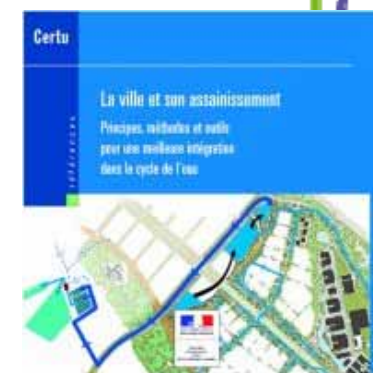 Certu
La ville et son assainissement
Principes, méthodes et outils
pour une meilleure intégration
dans le cycle de l'eau
références